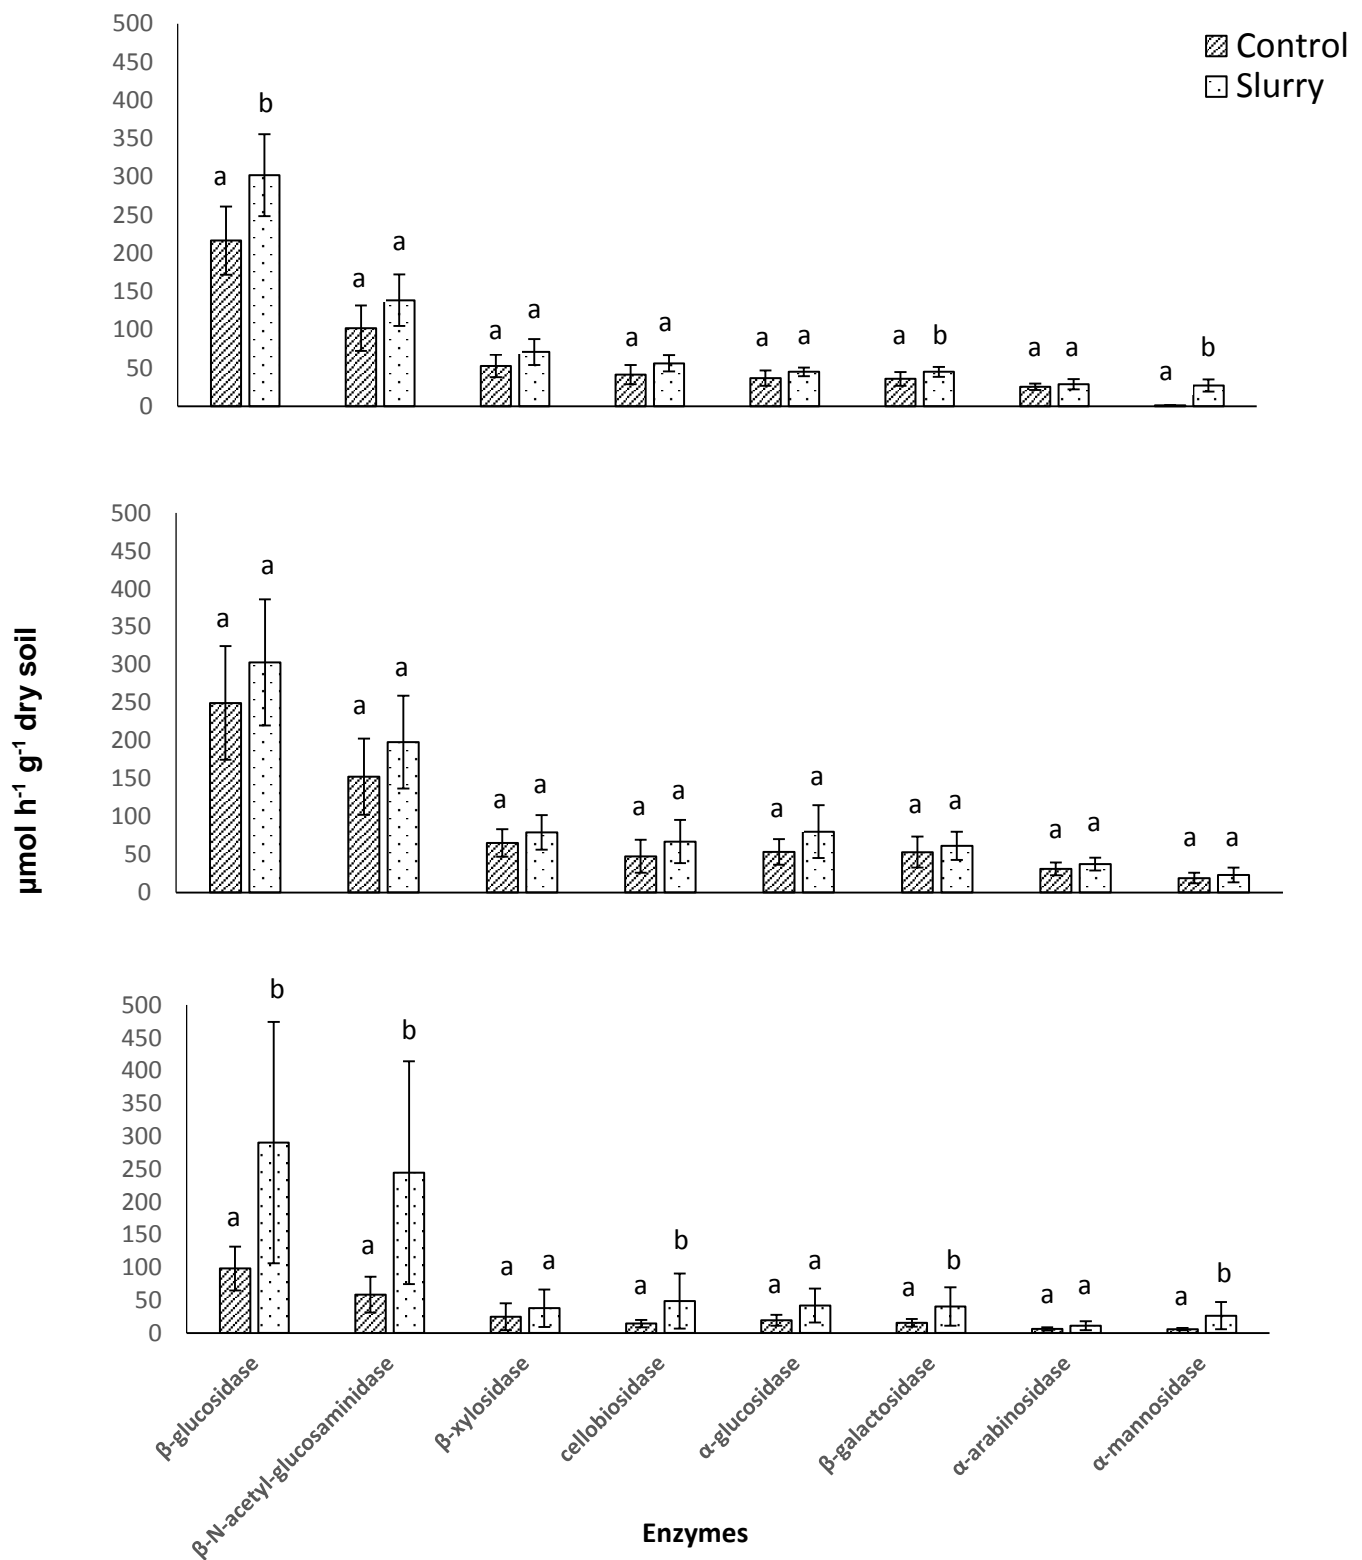 500
450
400
350
300
250
200
150
100
50
0
Control
Slurry
a b a a a a a a a a a b a a a b
500
450
400
350
300
250
200
150
100
50
0
a a a a a a a a a a a a a a a a
µmol h⁻¹ g⁻¹ dry soil
500
450
400
350
300
250
200
150
100
50
0
a b a b a a a b a a a b a a a b
β-glucosidase
β-N-acetyl-glucosaminidase
β-xylosidase
cellobiosidase
α-glucosidase
β-galactosidase
α-arabinosidase
α-mannosidase
Enzymes